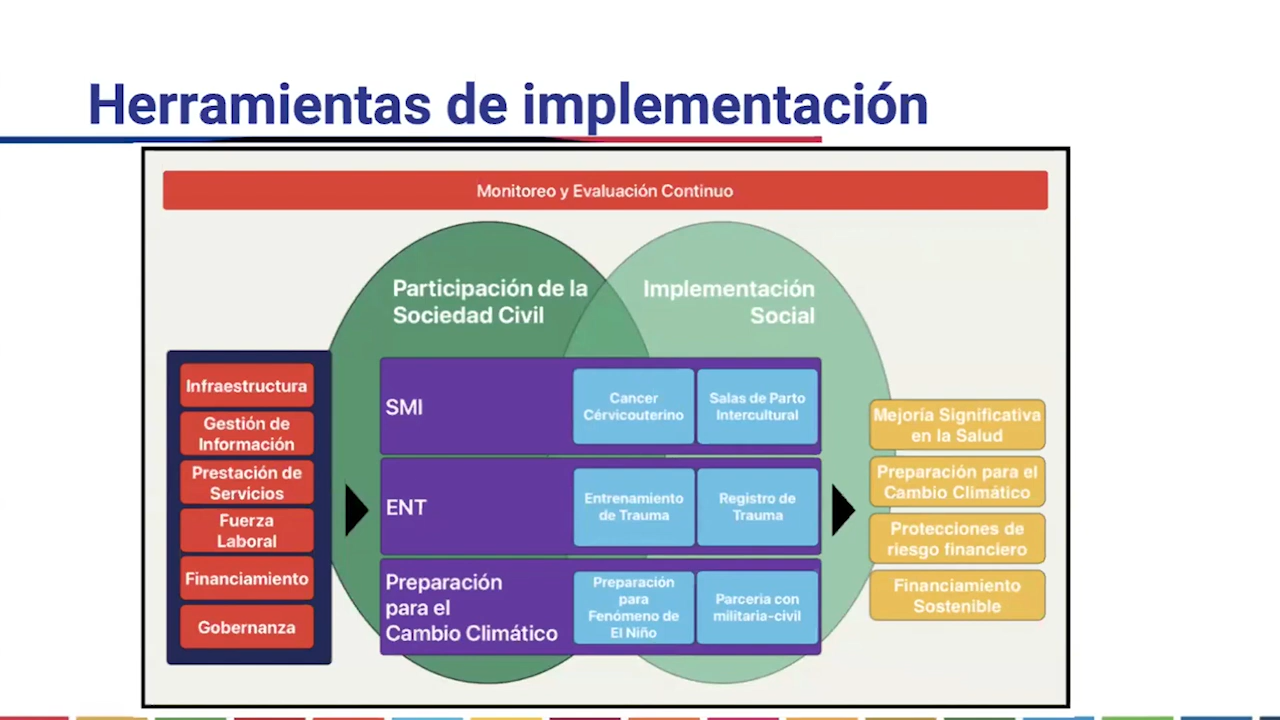 Herramientas de implementación
Monitoreo y Evaluación Continuo
Participación de la
Sociedad Civil
Implementación
Social
Infraestructura
Gestión de
Información
Prestación de
Servicios
Fuerza
Laboral
Financiamiento
Gobernanza
SMI
Cancer
Cérvicouterino
Salas de Parto
Intercultural
ENT
Entrenamiento
de Trauma
Registro de
Trauma
Preparación
para el
Cambio Climático
Preparación
para
Fenómeno de
El Niño
Parceria con
militaria-civil
Mejoría Significativa
en la Salud
Preparación para el
Cambio Climático
Protecciones de
riesgo financiero
Financiamiento
Sostenible